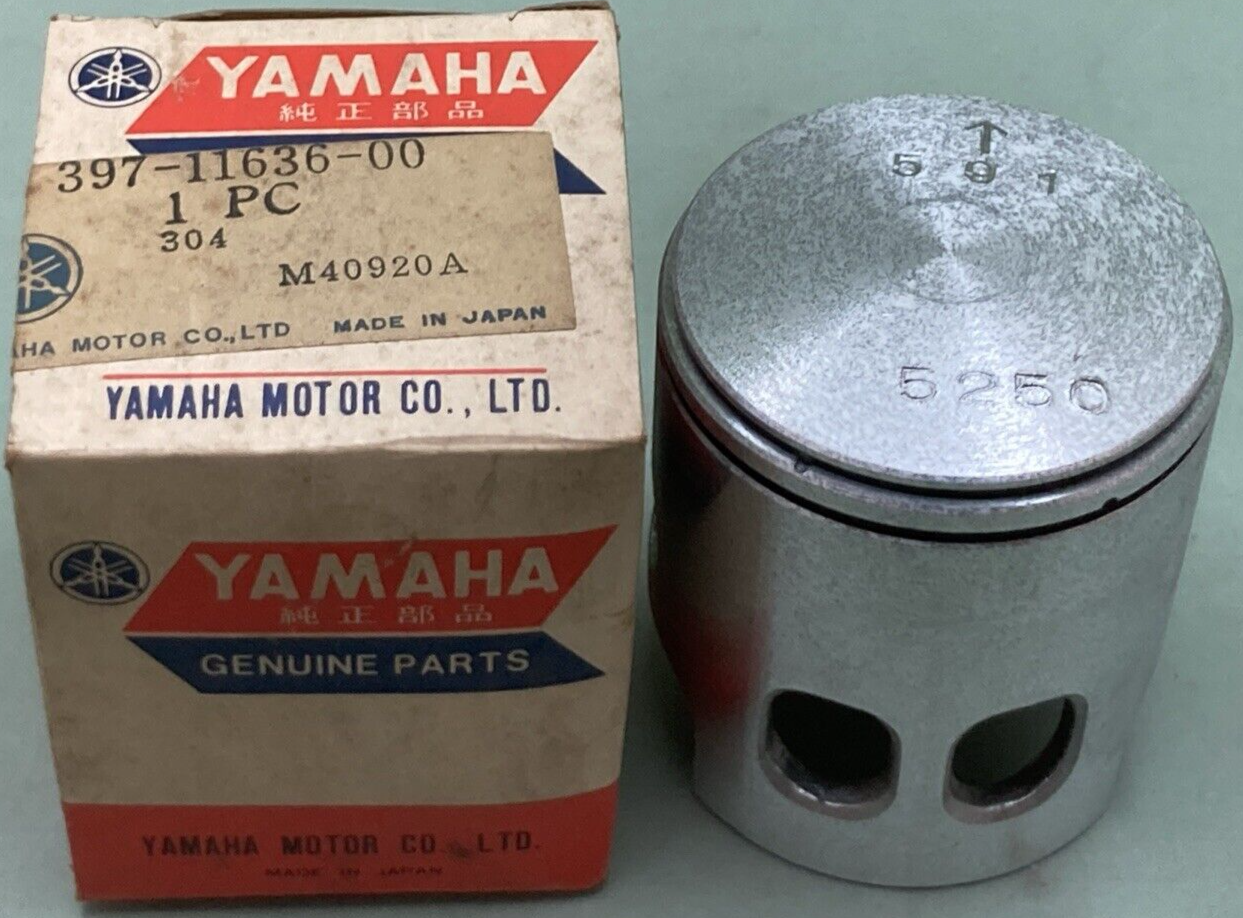 YAMAHA
純正部品
397-11636-00
1 PC
304
M40920A
MOTOR CO.,LTD MADE IN JAPAN
YAMAHA MOTOR CO., LTD.
YAMAHA
純正部品
GENUINE PARTS
YAMAHA MOTOR CO. LTD.
MADE IN JAPAN
↑
591
5250